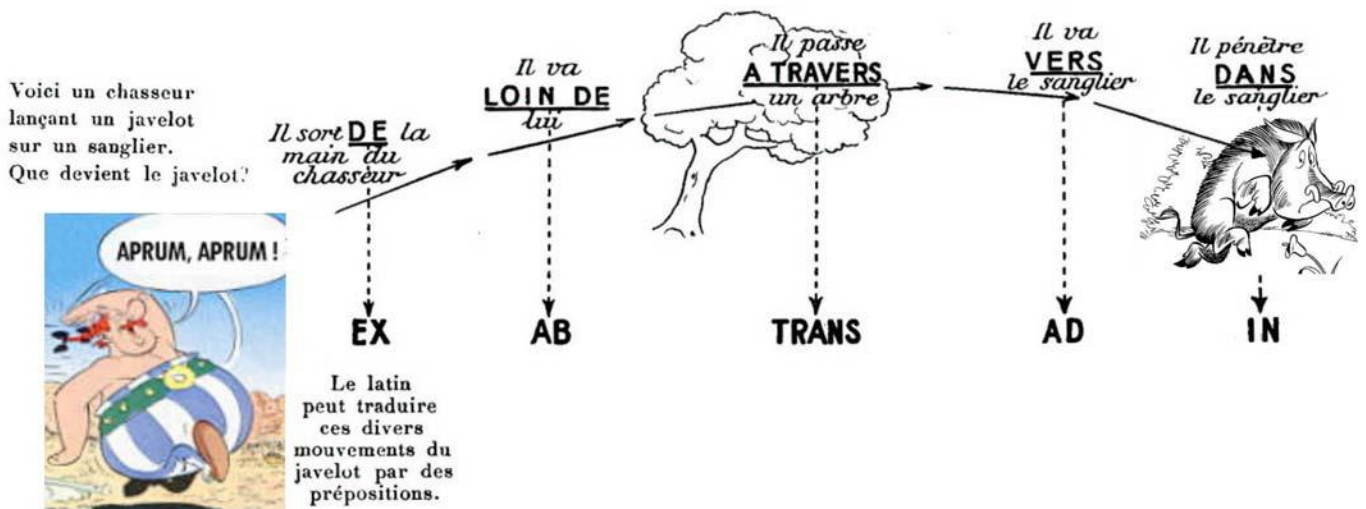 Voici un chasseur
lançant un javelot
sur un sanglier.
Que devient le javelot?
Il sort DE la
main du
chasseur
Il va
LOIN DE
lui
Il passe
A TRAVERS
un arbre
Il va
VERS
le sanglier
Il pénètre
DANS
le sanglier
APRUM, APRUM !
EX
AB
TRANS
AD
IN
Le latin
peut traduire
ces divers
mouvements du
javelot par des
prépositions.